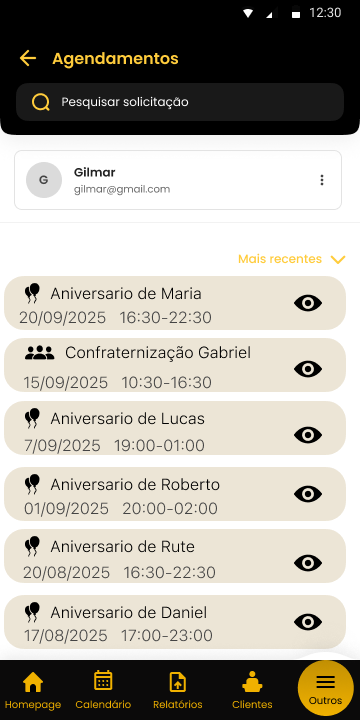 12:30
Agendamentos
Pesquisar solicitação
G Gilmar
gilmar@gmail.com
Mais recentes
Aniversario de Maria
20/09/2025 16:30-22:30
Confraternização Gabriel
15/09/2025 10:30-16:30
Aniversario de Lucas
7/09/2025 19:00-01:00
Aniversario de Roberto
01/09/2025 20:00-02:00
Aniversario de Rute
20/08/2025 16:30-22:30
Aniversario de Daniel
17/08/2025 17:00-23:00
Homepage Calendário Relatórios Clientes Outros